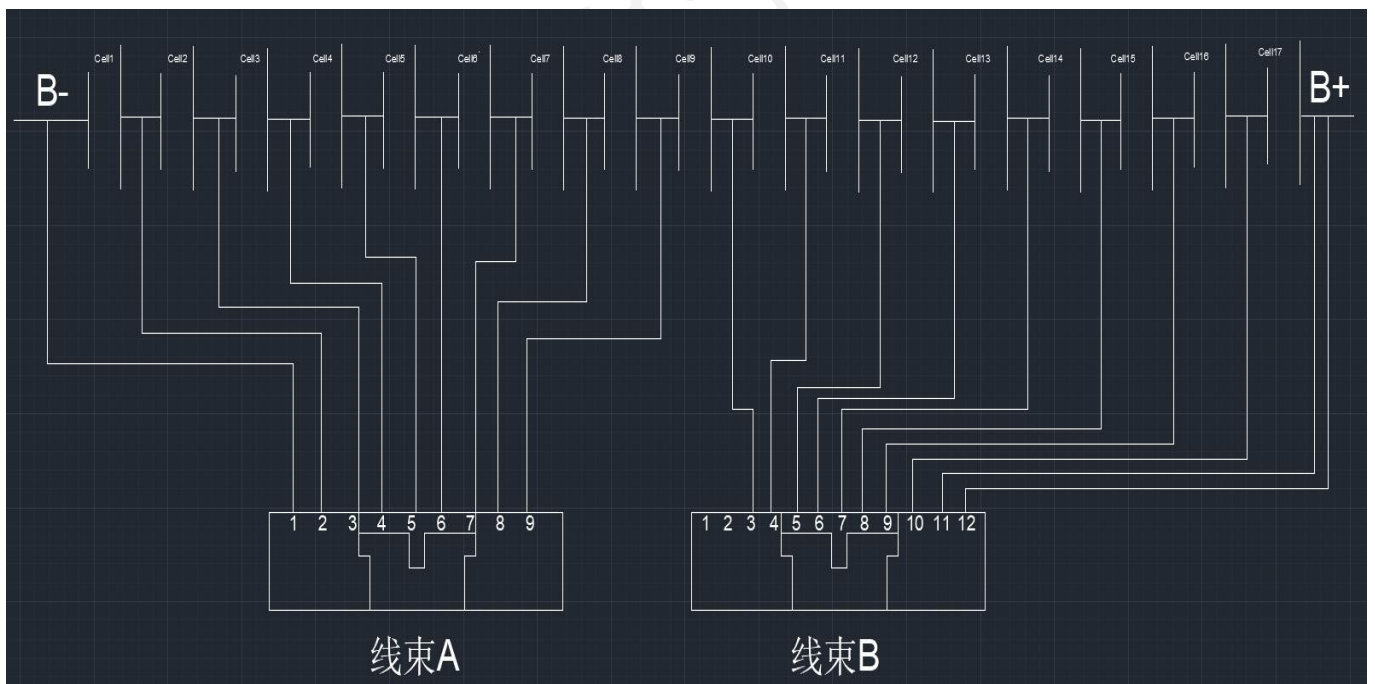 Cell1 Cell2 Cell3 Cell4 Cell5 Cell6 Cell7 Cell8 Cell9 Cell10 Cell11 Cell12 Cell13 Cell14 Cell15 Cell16 Cell17
B- B+
1 2 3 4 5 6 7 8 9 1 2 3 4 5 6 7 8 9 10 11 12
线束A 线束B